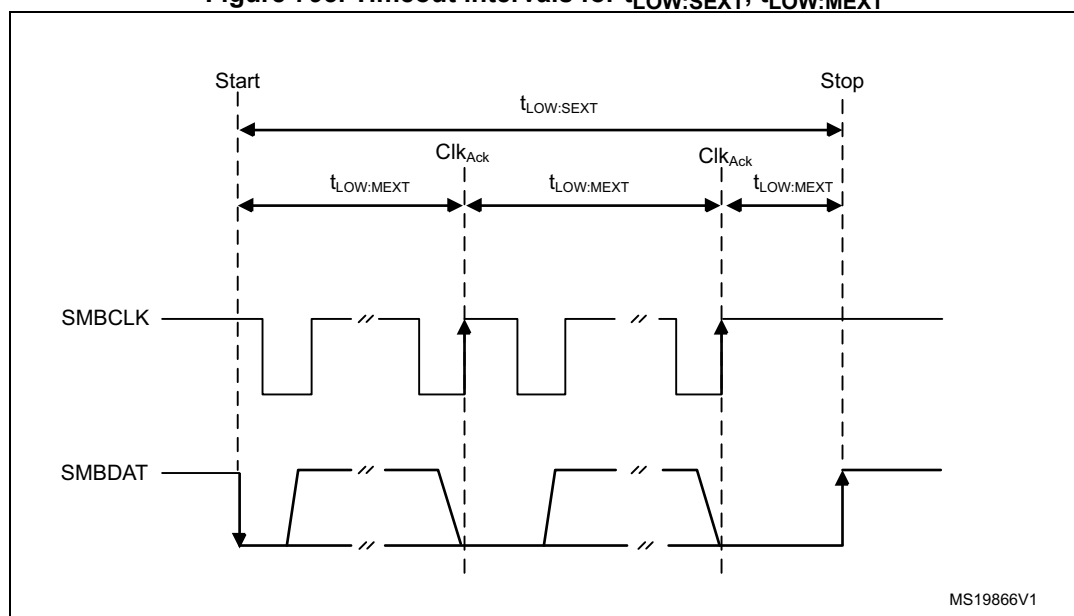 Figure Timeout intervals for tLOW:SEXT, tLOW:MEXT
Start
Stop
tLOW:SEXT
ClkAck
ClkAck
tLOW:MEXT
tLOW:MEXT
tLOW:MEXT
SMBCLK
SMBDAT
MS19866V1